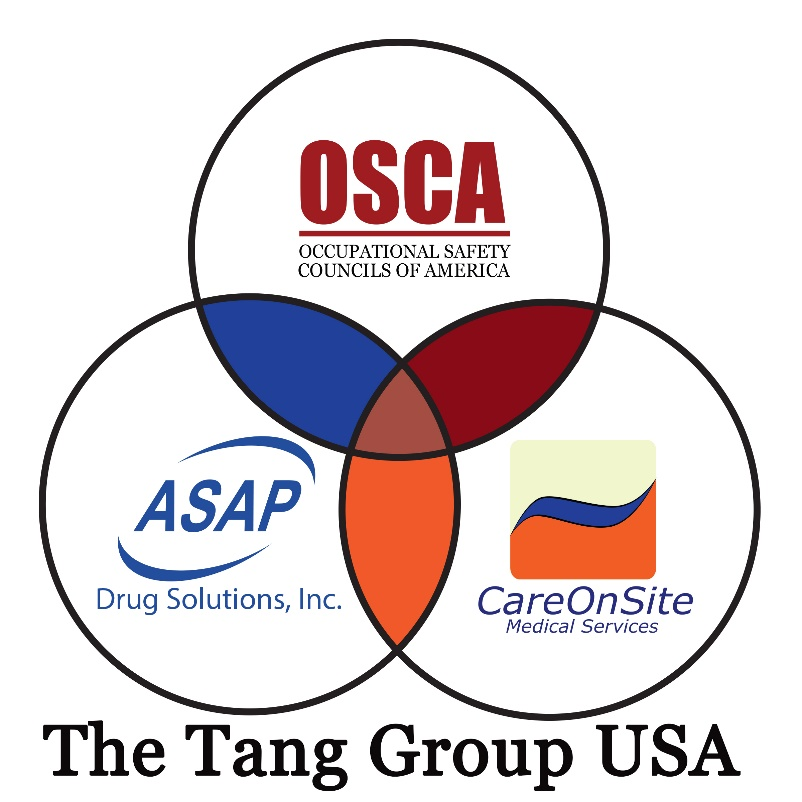 OSCA
OCCUPATIONAL SAFETY
COUNCILS OF AMERICA
ASAP
Drug Solutions, Inc.
CareOnSite
Medical Services
The Tang Group USA